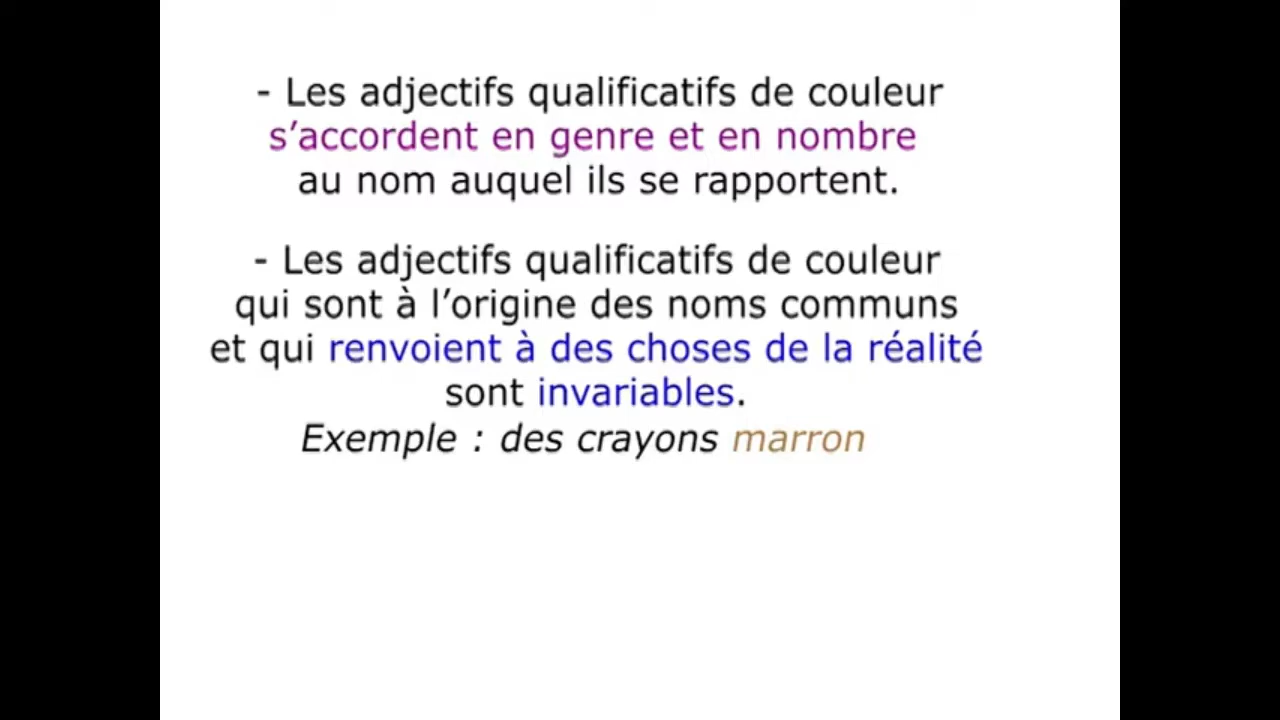 - Les adjectifs qualificatifs de couleur
s’accordent en genre et en nombre
au nom auquel ils se rapportent.
- Les adjectifs qualificatifs de couleur
qui sont à l’origine des noms communs
et qui renvoient à des choses de la réalité
sont invariables.
Exemple : des crayons marron